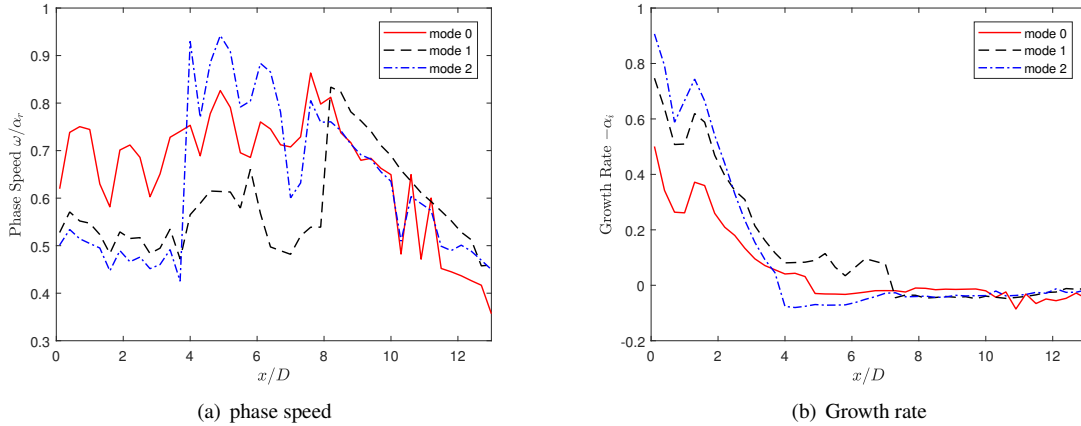 1
0.9
0.8
0.7
0.6
0.5
0.4
0.3
0 2 4 6 8 10 12
Phase Speed ω/αr
x/D
mode 0
mode 1
mode 2
(a) phase speed
1
0.8
0.6
0.4
0.2
0
-0.2
0 2 4 6 8 10 12
Growth Rate −αi
x/D
mode 0
mode 1
mode 2
(b) Growth rate